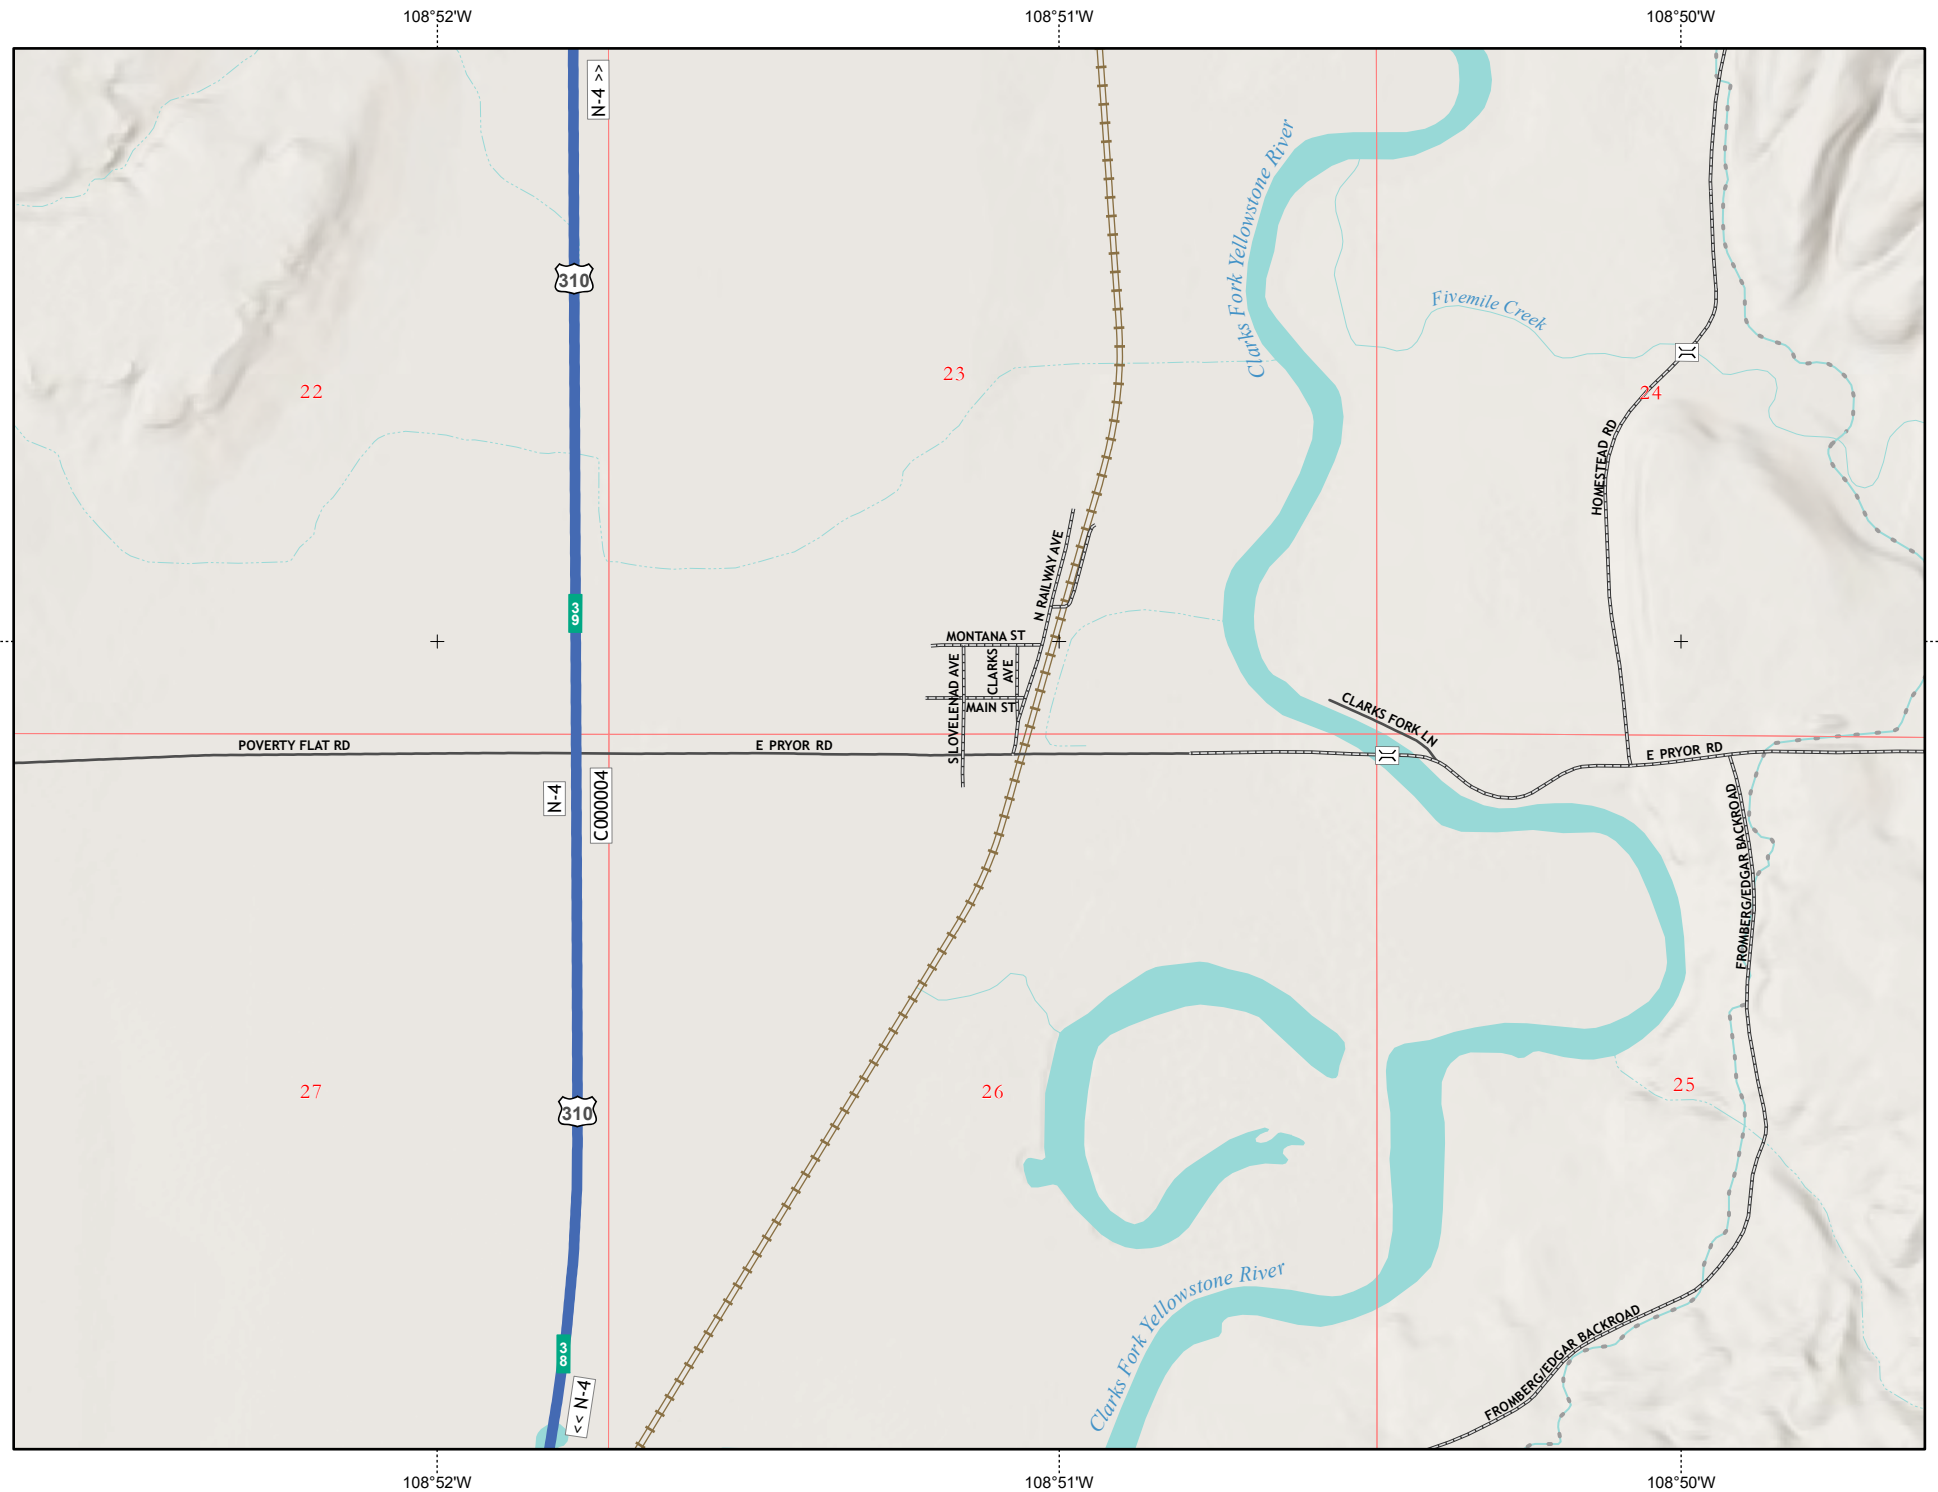 108°52'W
108°51'W
108°50'W
N-4 >>
310
Clarks Fork Yellowstone River
Fivemile Creek
22
23
24
HOMESTEAD RD
39
N RAILWAY AVE
MONTANA ST
S LOVELENAD AVE
CLARKS
AVE
MAIN ST
CLARKS FORK LN
POVERTY FLAT RD
E PRYOR RD
E PRYOR RD
N-4
C000004
FROMBERG/EDGAR BACKROAD
27
310
26
25
Clarks Fork Yellowstone River
38
<< N-4
FROMBERG/EDGAR BACKROAD
108°52'W
108°51'W
108°50'W